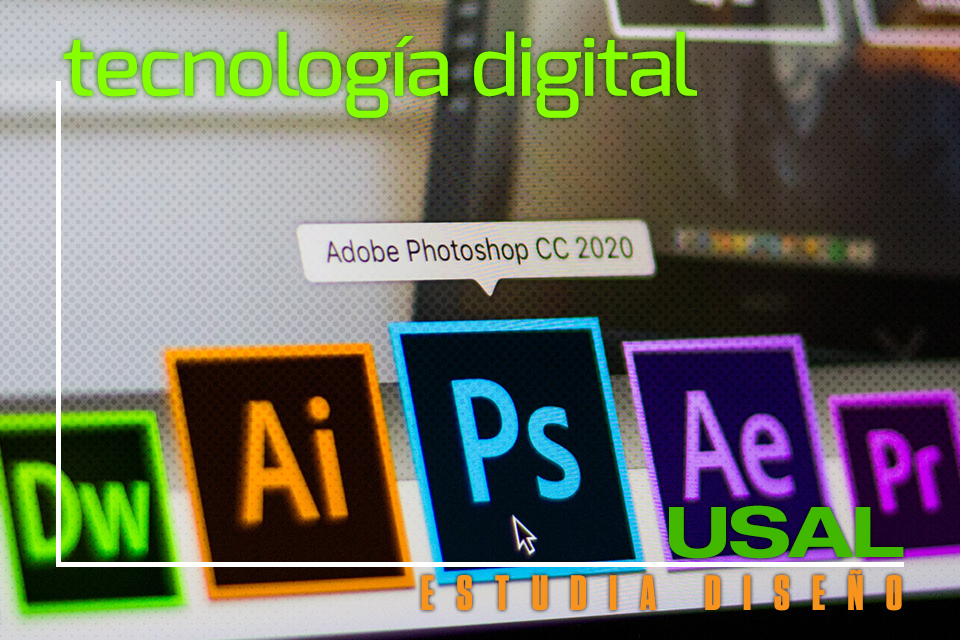 tecnología digital
Adobe Photoshop CC 2020
Dw
Ai
Ps
Ae
Pr
USAL
ESTUDIA DISEÑO